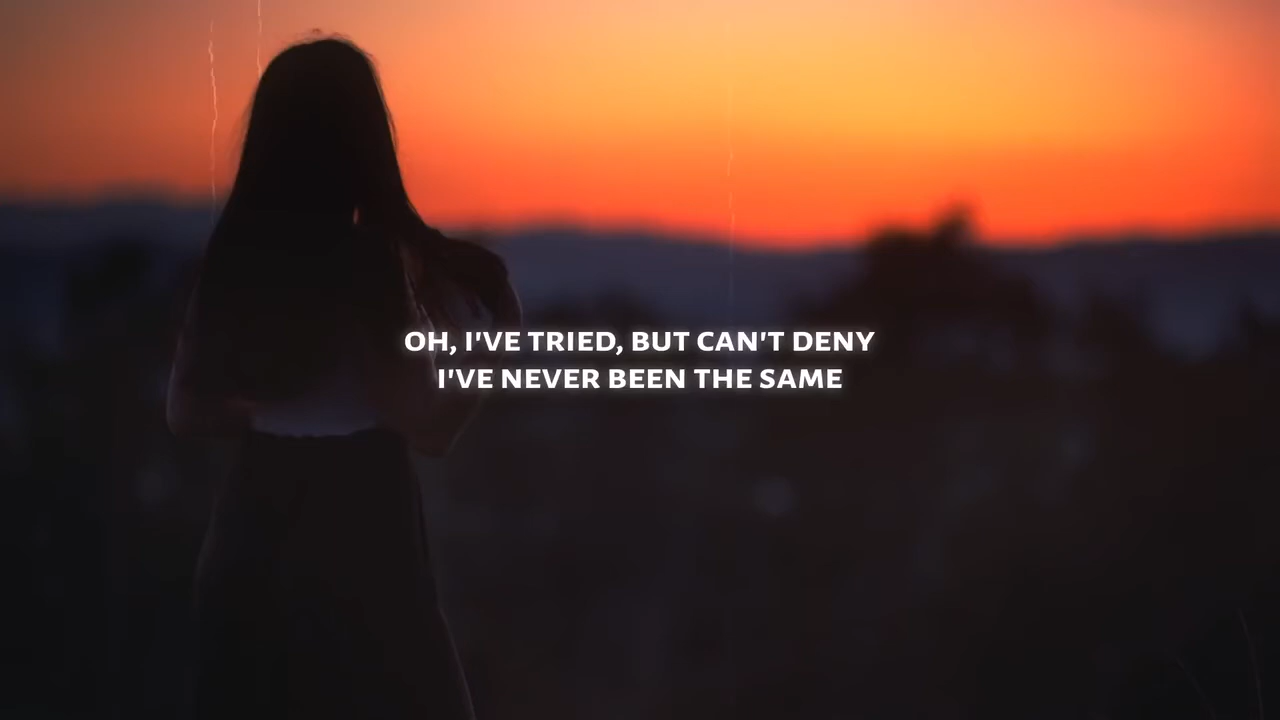 OH, I'VE TRIED, BUT CAN'T DENY
I'VE NEVER BEEN THE SAME